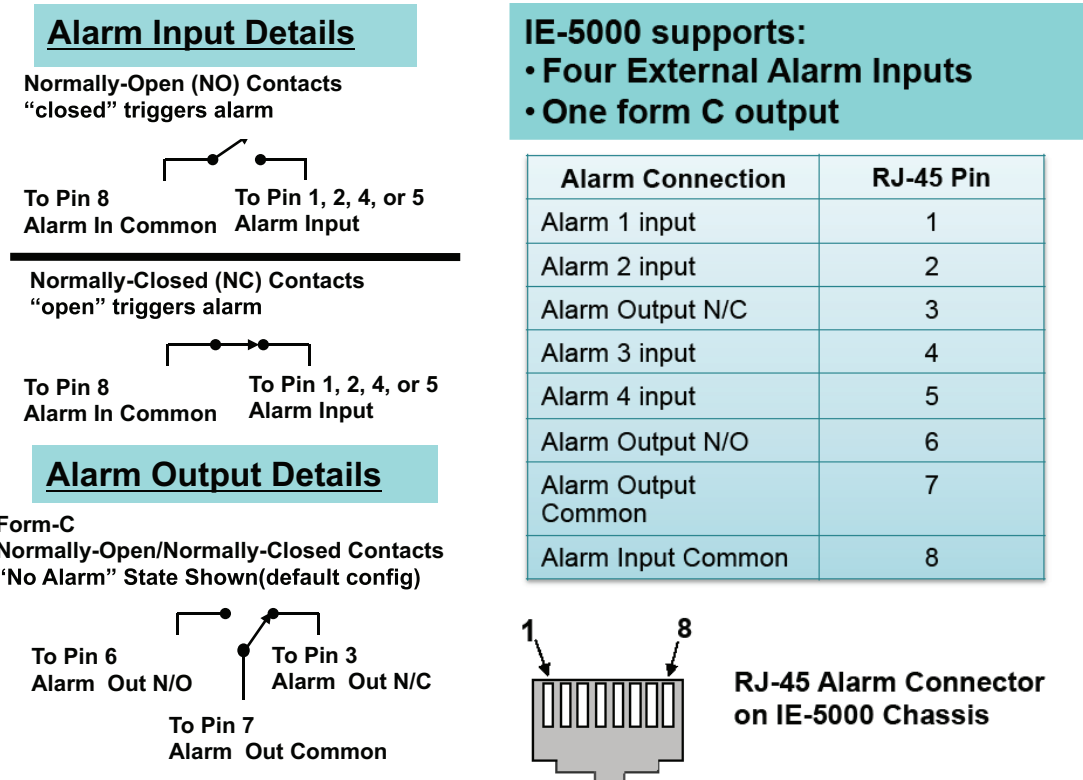 Alarm Input Details
Normally-Open (NO) Contacts
“closed” triggers alarm
To Pin 8
Alarm In Common
To Pin 1, 2, 4, or 5
Alarm Input
Normally-Closed (NC) Contacts
“open” triggers alarm
To Pin 8
Alarm In Common
To Pin 1, 2, 4, or 5
Alarm Input
Alarm Output Details
Form-C
Normally-Open/Normally-Closed Contacts
“No Alarm” State Shown(default config)
To Pin 6
Alarm Out N/O
To Pin 3
Alarm Out N/C
To Pin 7
Alarm Out Common
IE-5000 supports:
• Four External Alarm Inputs
• One form C output
Alarm Connection RJ-45 Pin
Alarm 1 input 1
Alarm 2 input 2
Alarm Output N/C 3
Alarm 3 input 4
Alarm 4 input 5
Alarm Output N/O 6
Alarm Output 7
Common
Alarm Input Common 8
1 8
RJ-45 Alarm Connector
on IE-5000 Chassis